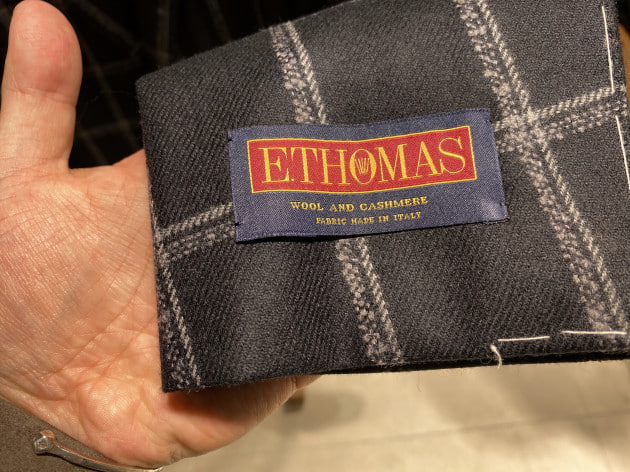 ETHOMAS
WOOL AND CASHMERE
FABRIC MADE IN ITALY